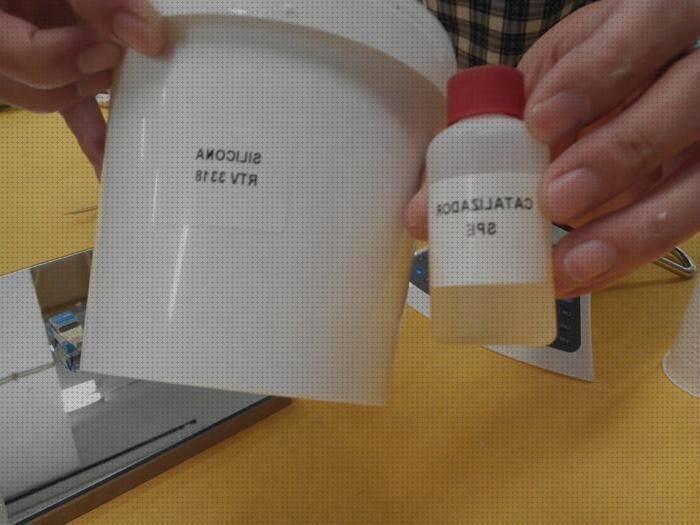 SILICONA
RTV 3318
CATALIZADOR
SPE